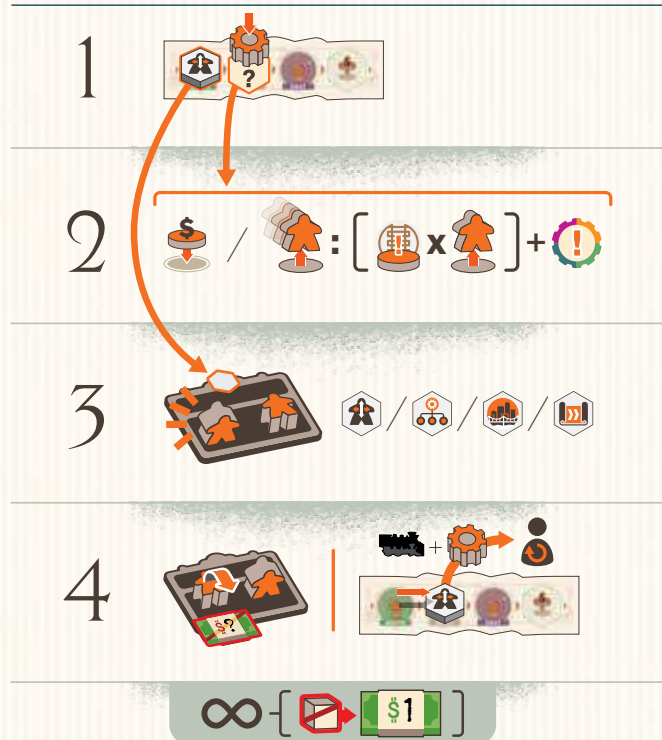 1
?
2
$ / : [ ! x ] + !
3
/ / /
4
$?
+
∞ - [ $1 ]